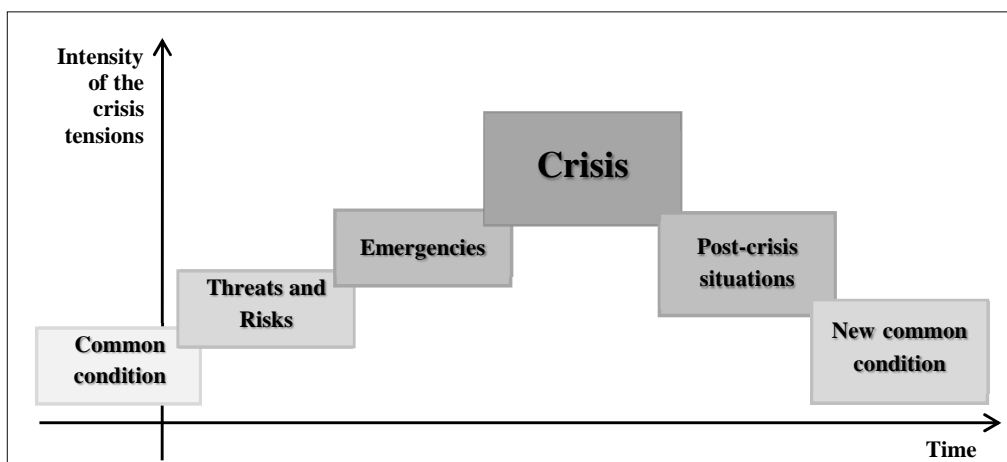 Intensity
of the
crisis
tensions
Crisis
Emergencies
Post-crisis
situations
Threats and
Risks
Common
condition
New common
condition
Time